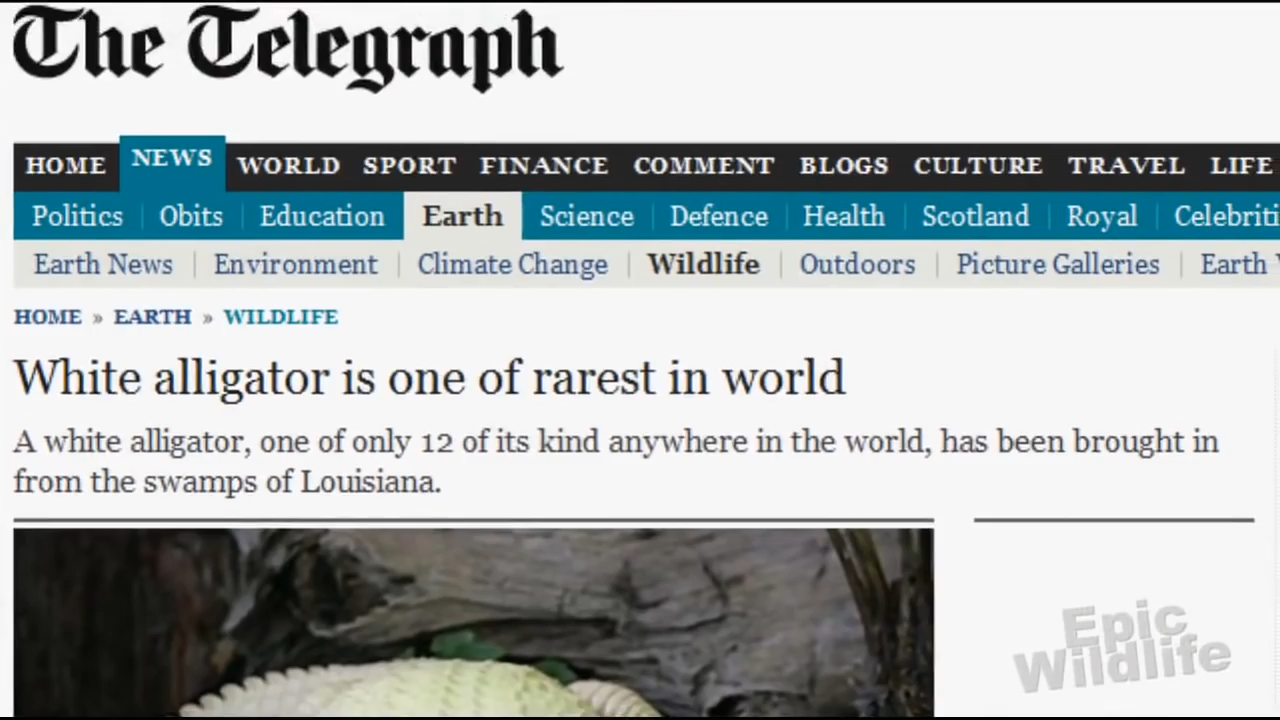 The Telegraph
HOME NEWS WORLD SPORT FINANCE COMMENT BLOGS CULTURE TRAVEL LIFE
Politics Obits Education Earth Science Defence Health Scotland Royal
Earth News Environment Climate Change Wildlife Outdoors Picture Galleries Earth
HOME » EARTH » WILDLIFE
White alligator is one of rarest in world
A white alligator, one of only 12 of its kind anywhere in the world, has been brought in
from the swamps of Louisiana.
Epic
Wildlife